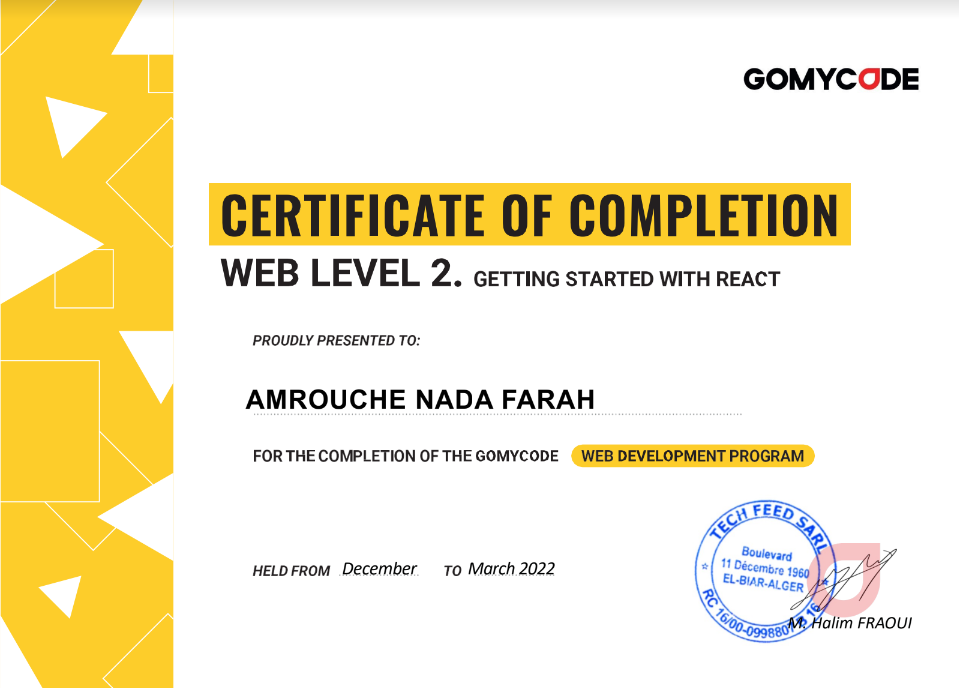 GOMYCODE
CERTIFICATE OF COMPLETION
WEB LEVEL 2. GETTING STARTED WITH REACT
PROUDLY PRESENTED TO:
AMROUCHE NADA FARAH
FOR THE COMPLETION OF THE GOMYCODE WEB DEVELOPMENT PROGRAM
HELD FROM December TO March 2022
TECH FEED SARL
Boulevard
11 Décembre 1960
EL-BIAR-ALGER
RC 16/00-0998807 B 16
M. Halim FRAOUI